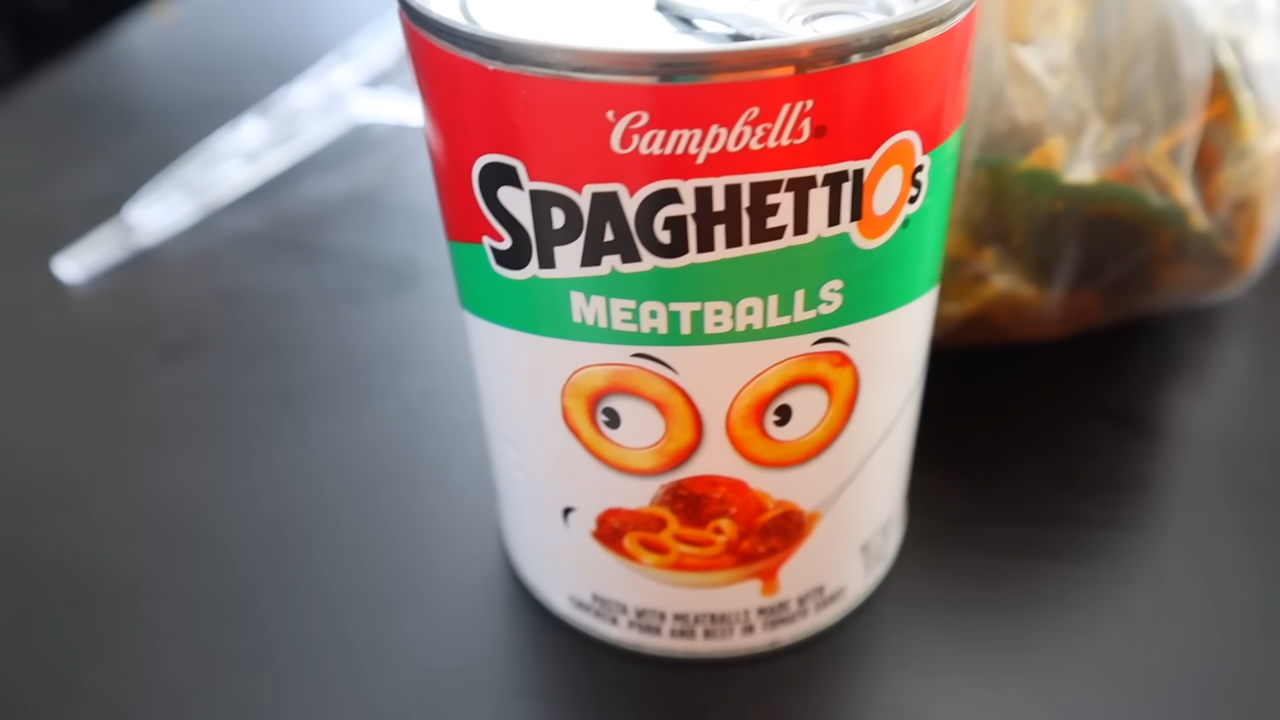 Campbell's
SPAGHETTIOS
MEATBALLS
PASTA WITH MEATBALLS MADE WITH
CHICKEN, PORK AND BEEF IN TOMATO SAUCE